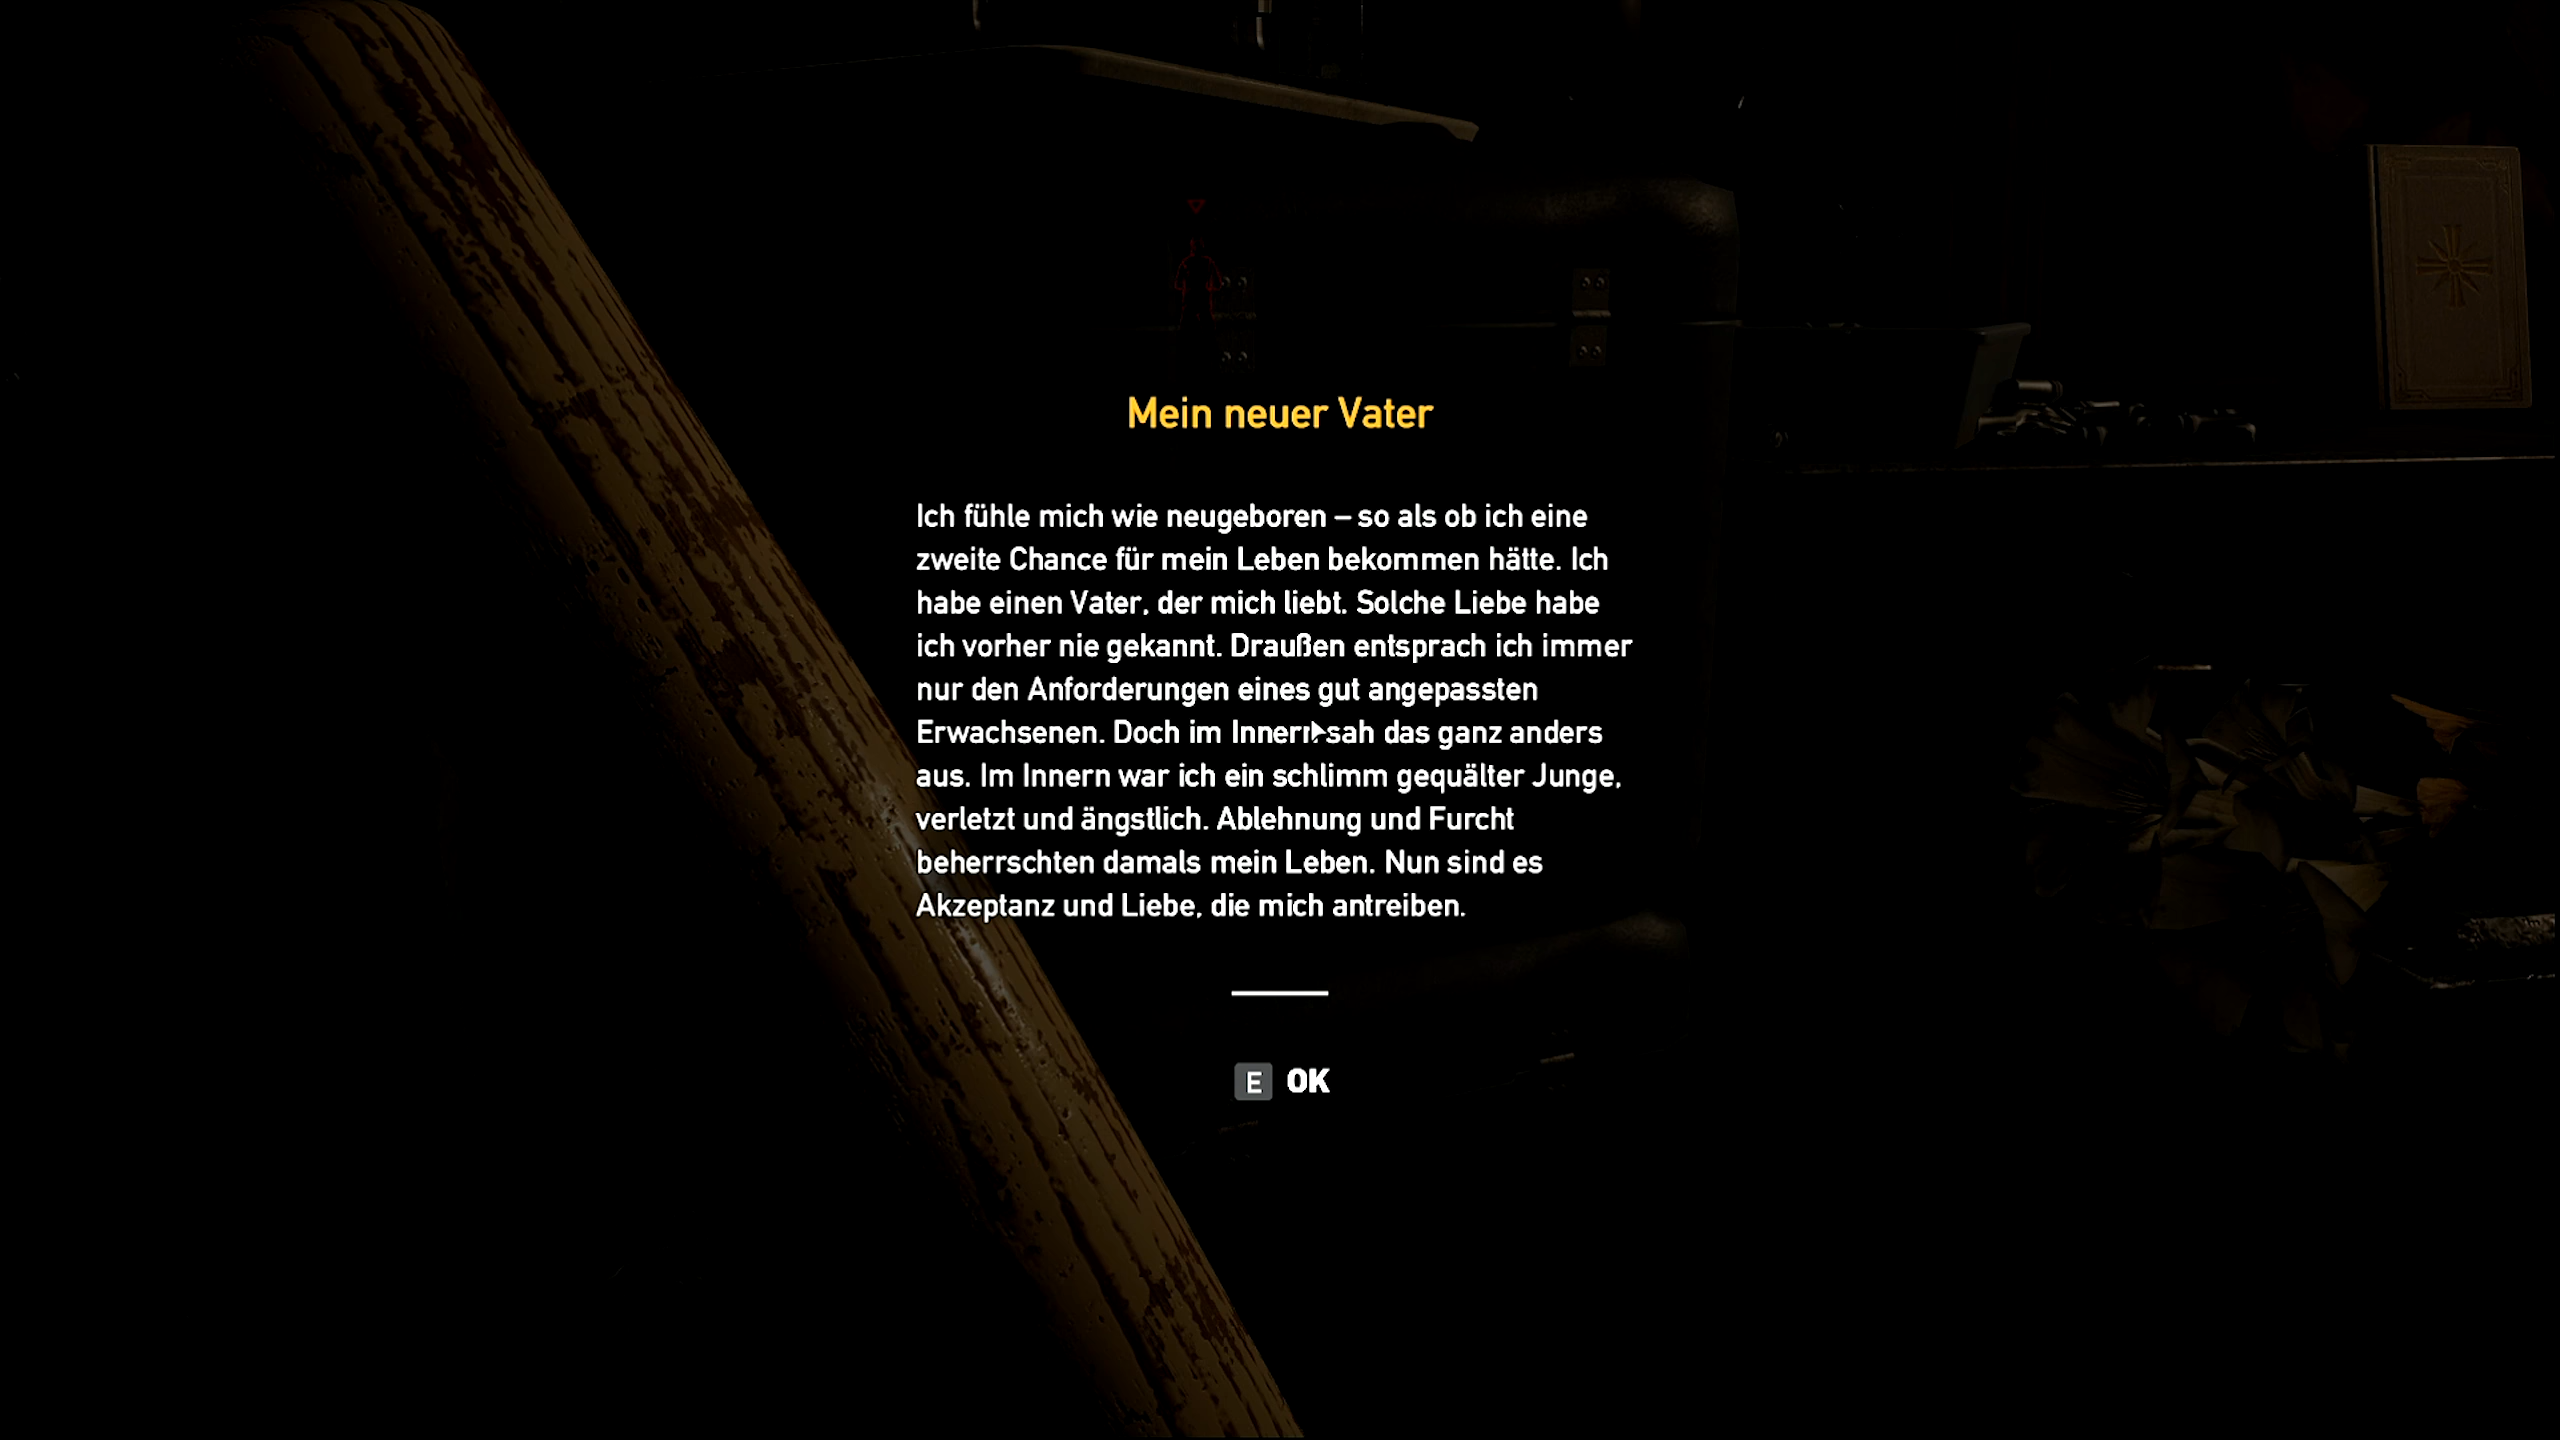 Mein neuer Vater
Ich fühle mich wie neugeboren – so als ob ich eine
zweite Chance für mein Leben bekommen hätte. Ich
habe einen Vater, der mich liebt. Solche Liebe habe
ich vorher nie gekannt. Draußen entsprach ich immer
nur den Anforderungen eines gut angepassten
Erwachsenen. Doch im Innern sah das ganz anders
aus. Im Innern war ich ein schlimm gequälter Junge,
verletzt und ängstlich. Ablehnung und Furcht
beherrschten damals mein Leben. Nun sind es
Akzeptanz und Liebe, die mich antreiben.
E OK